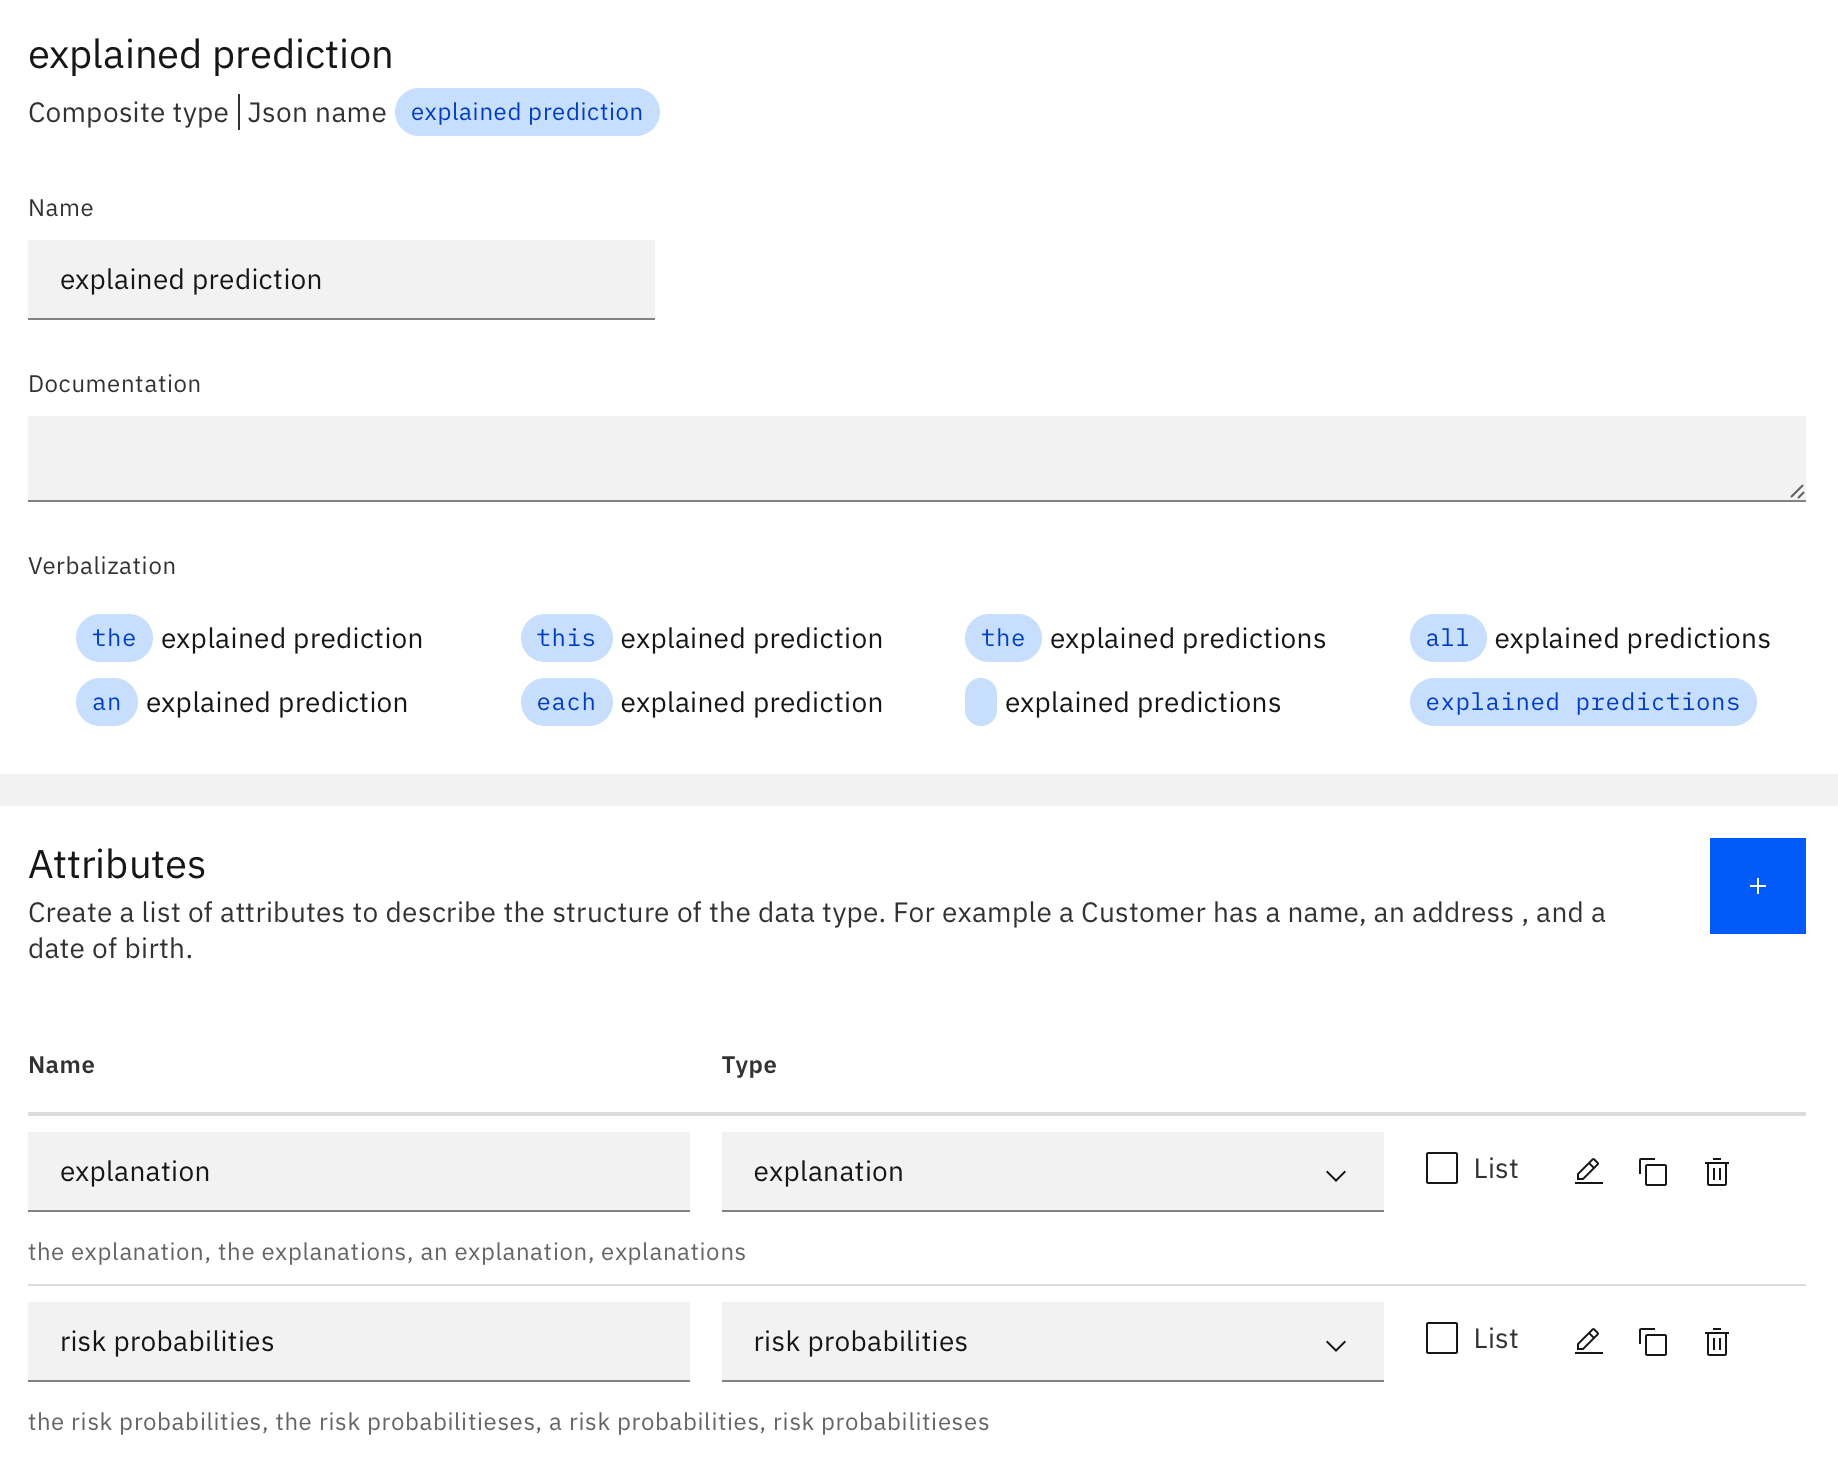 explained prediction
Composite type | Json name explained prediction
Name
explained prediction
Documentation
Verbalization
the explained prediction this explained prediction the explained predictions all explained predictions
an explained prediction each explained prediction explained predictions explained predictions
Attributes
+
Create a list of attributes to describe the structure of the data type. For example a Customer has a name, an address , and a
date of birth.
Name Type
explanation explanation List
the explanation, the explanations, an explanation, explanations
risk probabilities risk probabilities List
the risk probabilities, the risk probabilitieses, a risk probabilities, risk probabilitieses